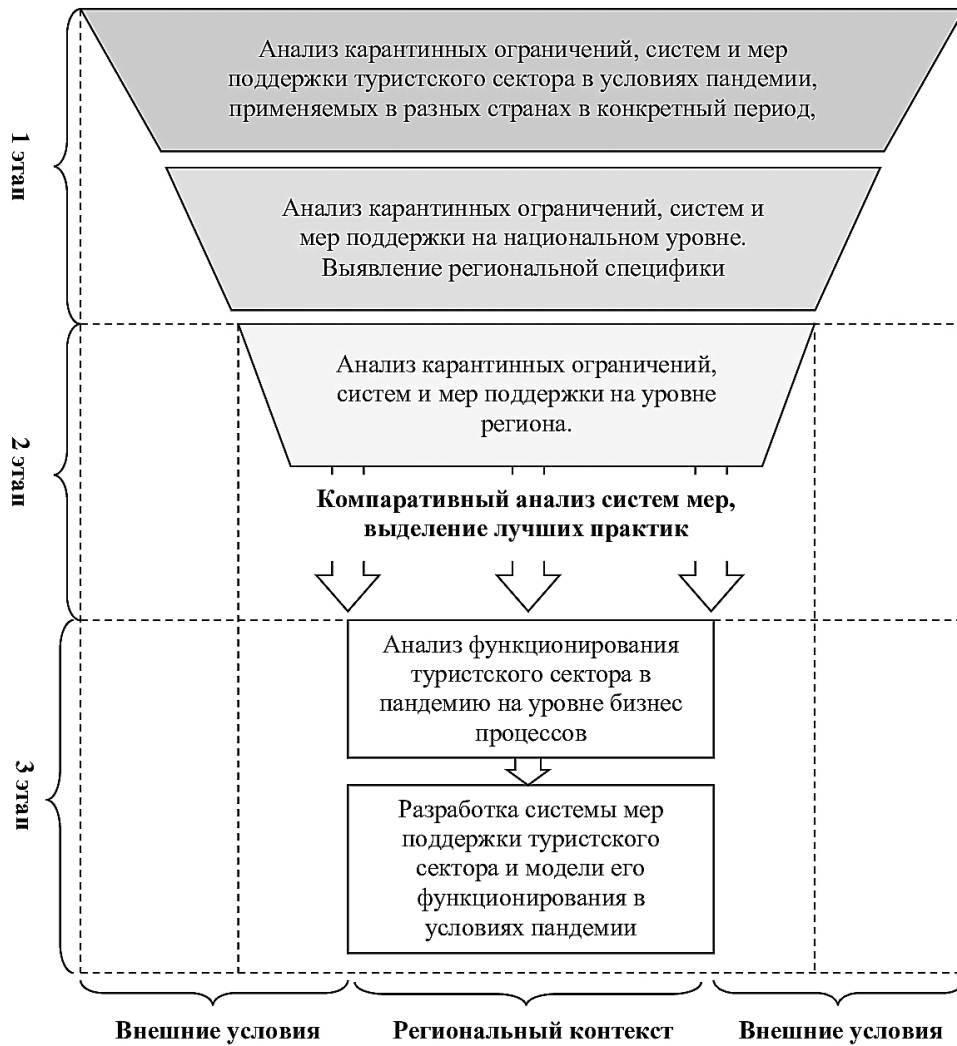 1 этап
Анализ карантинных ограничений, систем и мер
поддержки туристского сектора в условиях пандемии,
применяемых в разных странах в конкретный период,
Анализ карантинных ограничений, систем и
мер поддержки на национальном уровне.
Выявление региональной специфики
2 этап
Анализ карантинных ограничений,
систем и мер поддержки на уровне
региона.
Компаративный анализ систем мер,
выделение лучших практик
3 этап
Анализ функционирования
туристского сектора в
пандемию на уровне бизнес
процессов
Разработка системы мер
поддержки туристского
сектора и модели его
функционирования в
условиях пандемии
Внешние условия
Региональный контекст
Внешние условия